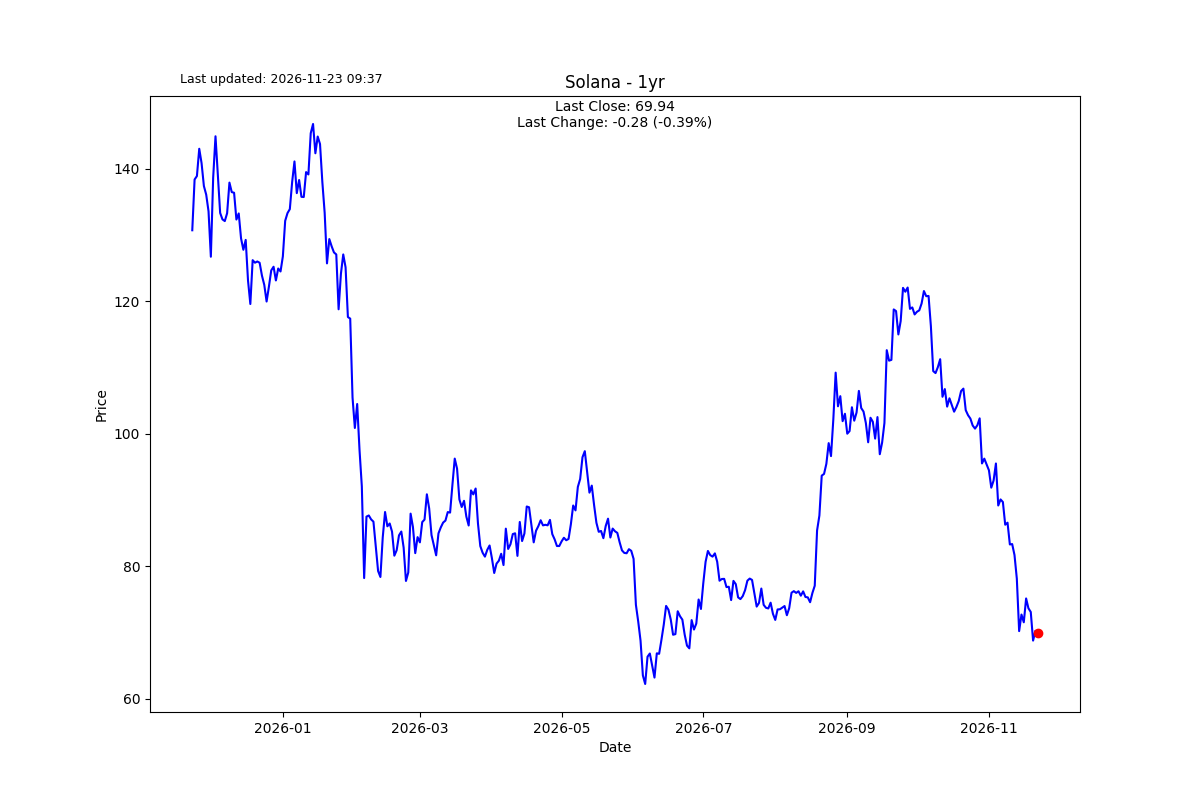 Last updated: 2026-11-23 09:37
Solana - 1yr
Last Close: 69.94
Last Change: -0.28 (-0.39%)
Price
140
120
100
80
60
2026-01
2026-03
2026-05
2026-07
2026-09
2026-11
Date